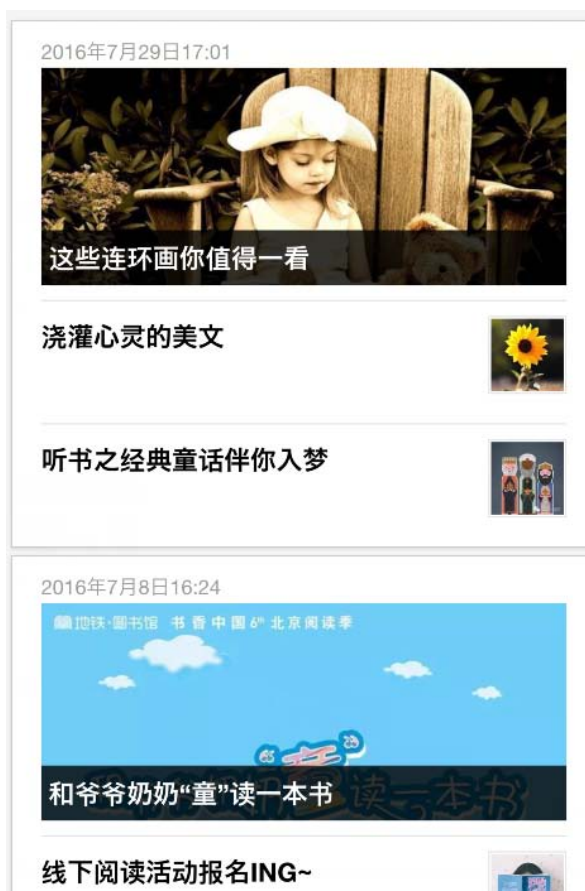 2016年7月29日17:01
这些连环画你值得一看
浇灌心灵的美文
听书之经典童话伴你入梦
2016年7月8日16:24
地铁·圖书馆 书香中国6th北京阅读季
和爷爷奶奶“童”读一本书
线下阅读活动报名ING~